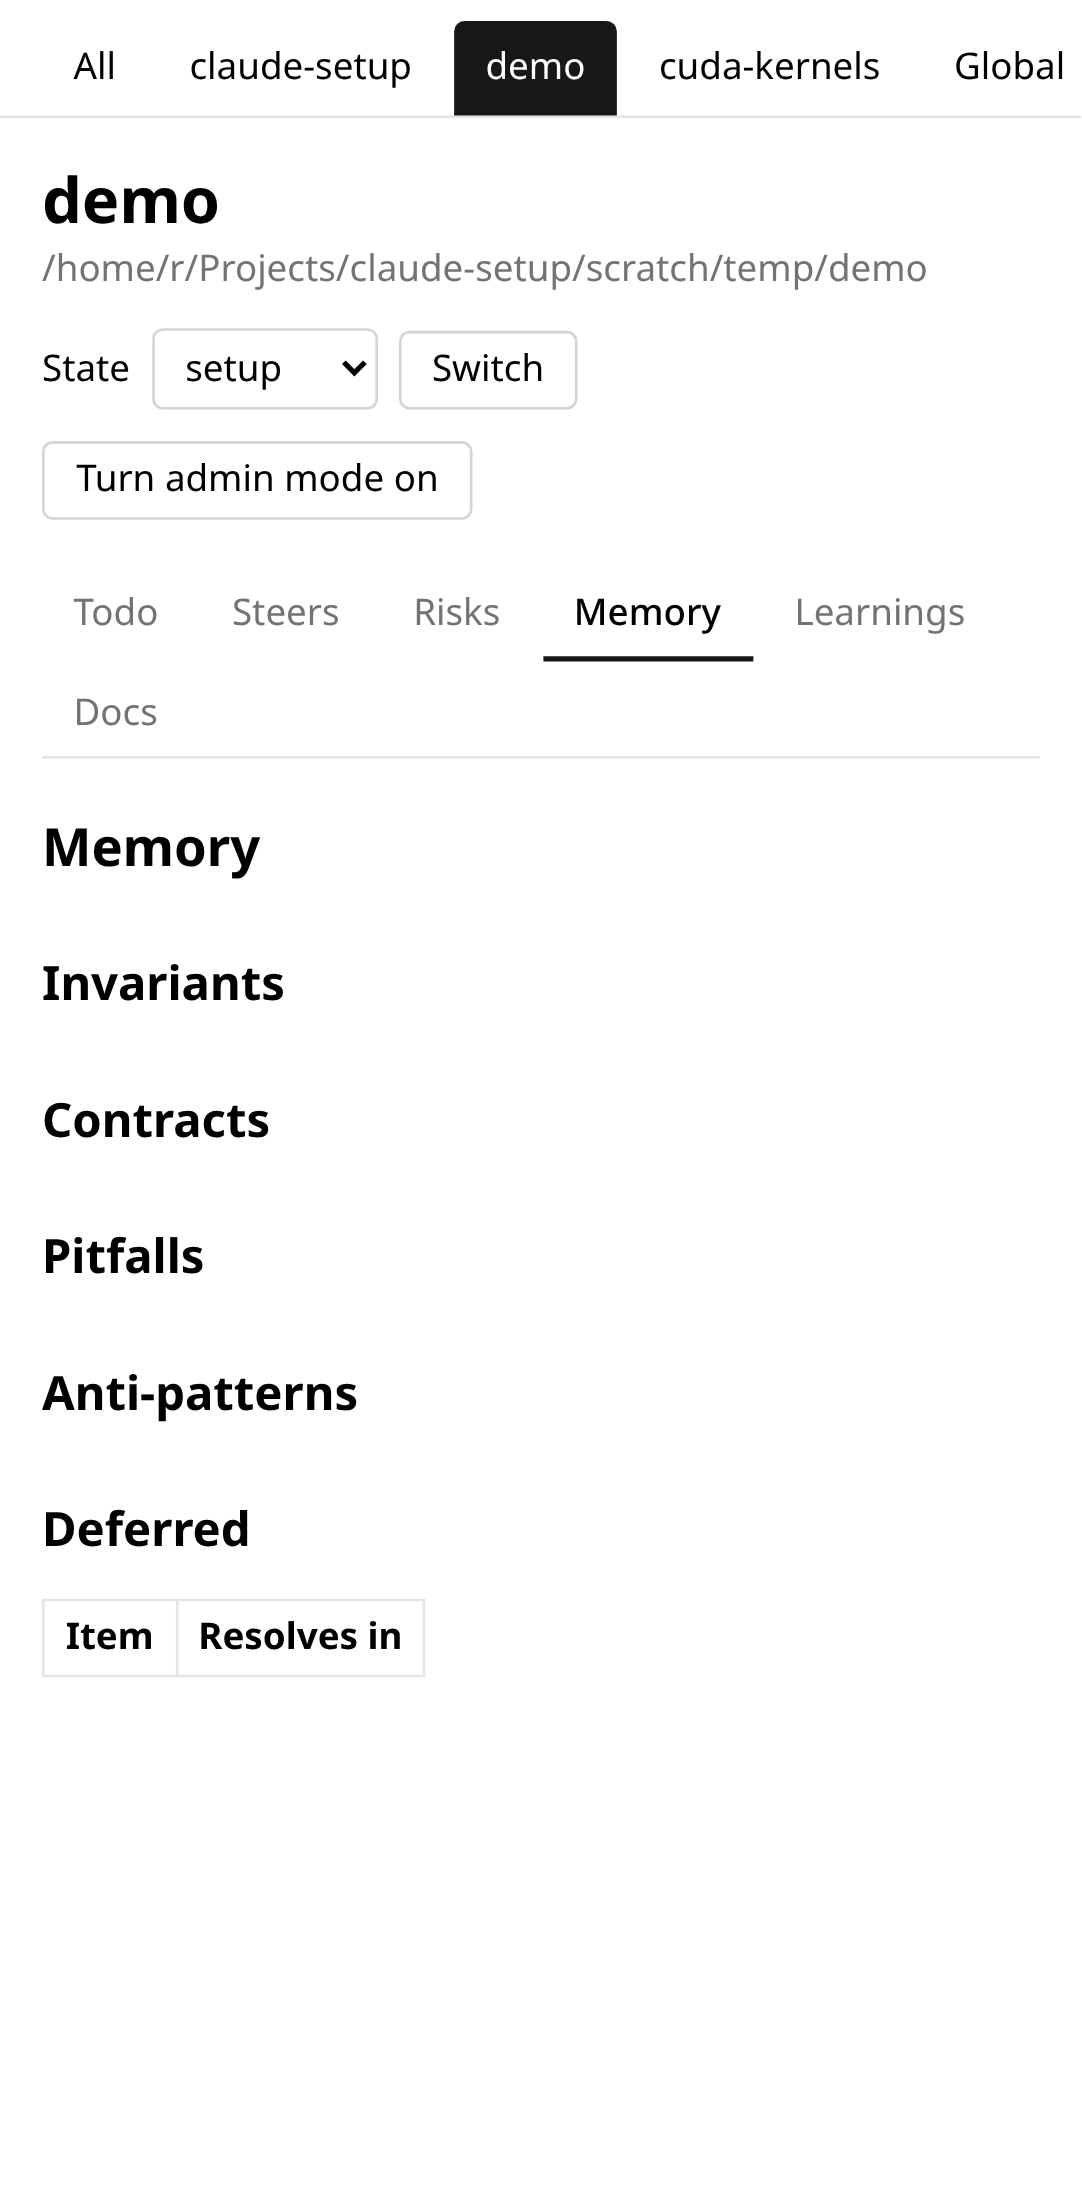 All claude-setup demo cuda-kernels Global
demo
/home/r/Projects/claude-setup/scratch/temp/demo
State setup Switch
Turn admin mode on
Todo Steers Risks Memory Learnings
Docs
Memory
Invariants
Contracts
Pitfalls
Anti-patterns
Deferred
Item Resolves in